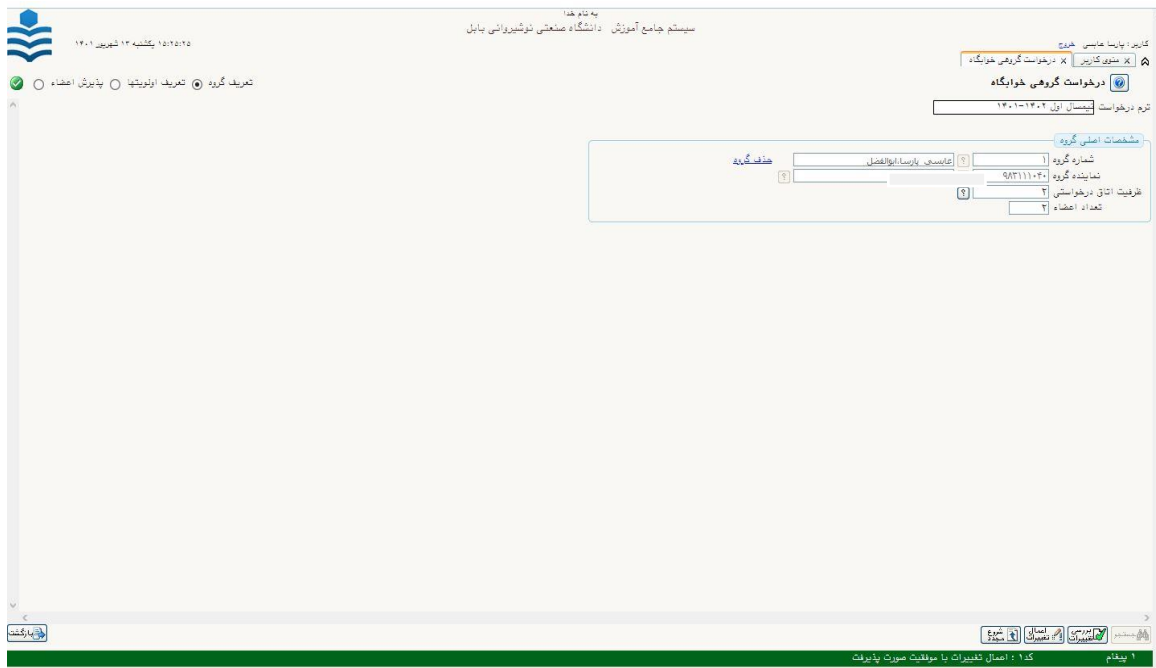 به نام خدا
سیستم جامع آموزش دانشگاه صنعتی نوشیروانی بابل
کاربر : پارسا عابسی خروج
۱۵:۲۵:۲۵ یکشنبه ۱۳ شهریور ۱۴۰۱
x منوی کاربر x درخواست گروهی خوابگاه
درخواست گروهی خوابگاه
تعریف گروه تعریف اولویتها پذیرش اعضاء
ترم درخواست نیمسال اول ۱۴۰۲-۱۴۰۱
مشخصات اصلی گروه
شماره گروه ۱ ؟ عابسی پارسا،ابوالفضل حذف گروه
نماینده گروه ۹۸۳۱۱۱۰۴۰ ؟
ظرفیت اتاق درخواستی ۲ ؟
تعداد اعضاء ۲
جستجو بررسی تغییرات اعمال تغییرات شروع مجدد بازگشت
۱ پیغام کد۱ : اعمال تغییرات با موفقیت صورت پذیرفت